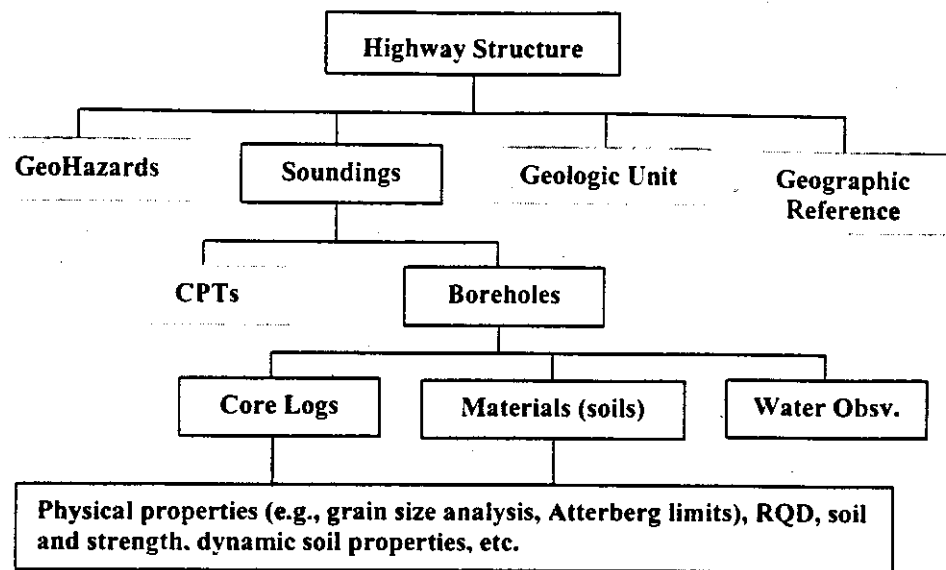 Highway Structure
GeoHazards
Soundings
Geologic Unit
Geographic
Reference
CPTs
Boreholes
Core Logs
Materials (soils)
Water Obsv.
Physical properties (e.g., grain size analysis, Atterberg limits), RQD, soil
and strength. dynamic soil properties, etc.